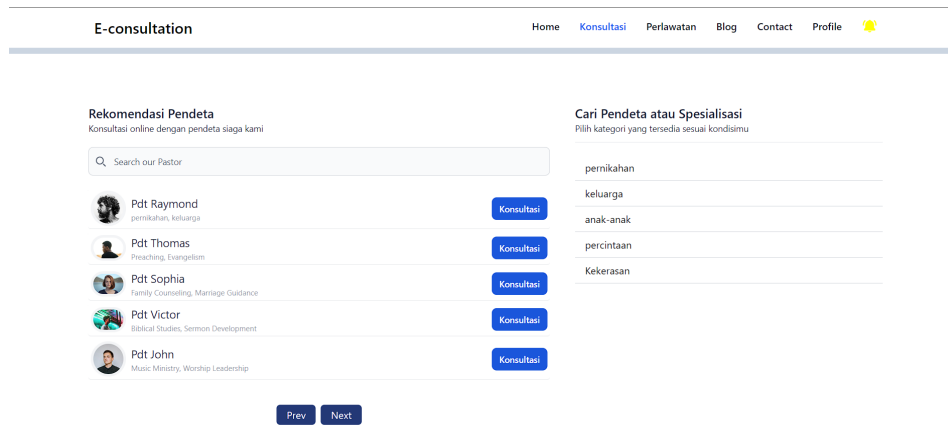 E-consultation
Home Konsultasi Perlawatan Blog Contact Profile
Rekomendasi Pendeta
Konsultasi online dengan pendeta siaga kami
Search our Pastor
Pdt Raymond
pernikahan, keluarga
Konsultasi
Pdt Thomas
Preaching, Evangelism
Konsultasi
Pdt Sophia
Family Counseling, Marriage Guidance
Konsultasi
Pdt Victor
Biblical Studies, Sermon Development
Konsultasi
Pdt John
Music Ministry, Worship Leadership
Konsultasi
Prev Next
Cari Pendeta atau Spesialisasi
Pilih kategori yang tersedia sesuai kondisimu
pernikahan
keluarga
anak-anak
percintaan
Kekerasan